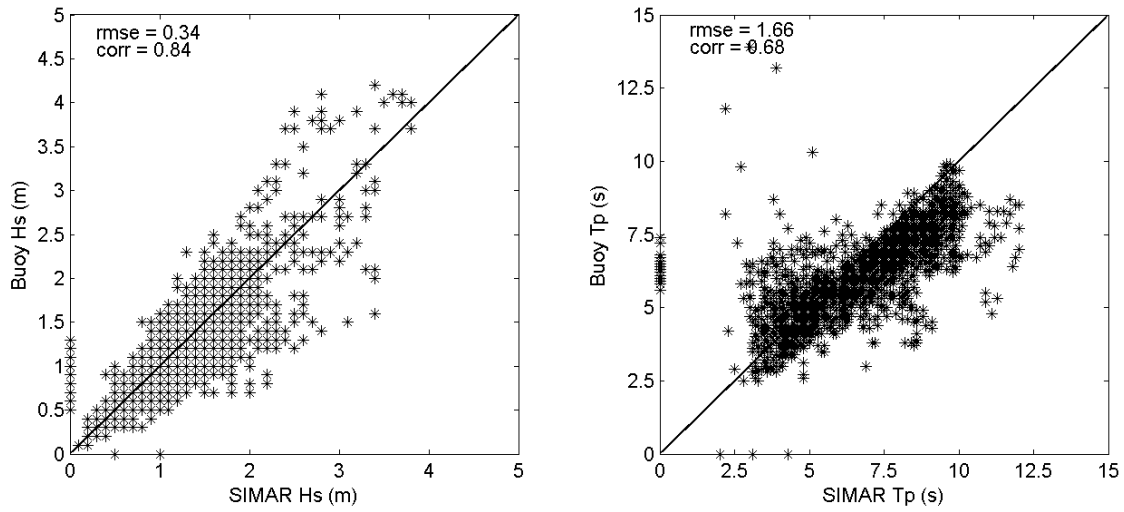 rmse = 0.34
corr = 0.84
5
4.5
4
3.5
3
2.5
2
1.5
1
0.5
0
Buoy Hs (m)
0 1 2 3 4 5
SIMAR Hs (m)
rmse = 1.66
corr = 0.68
15
12.5
10
7.5
5
2.5
0
Buoy Tp (s)
0 2.5 5 7.5 10 12.5 15
SIMAR Tp (s)